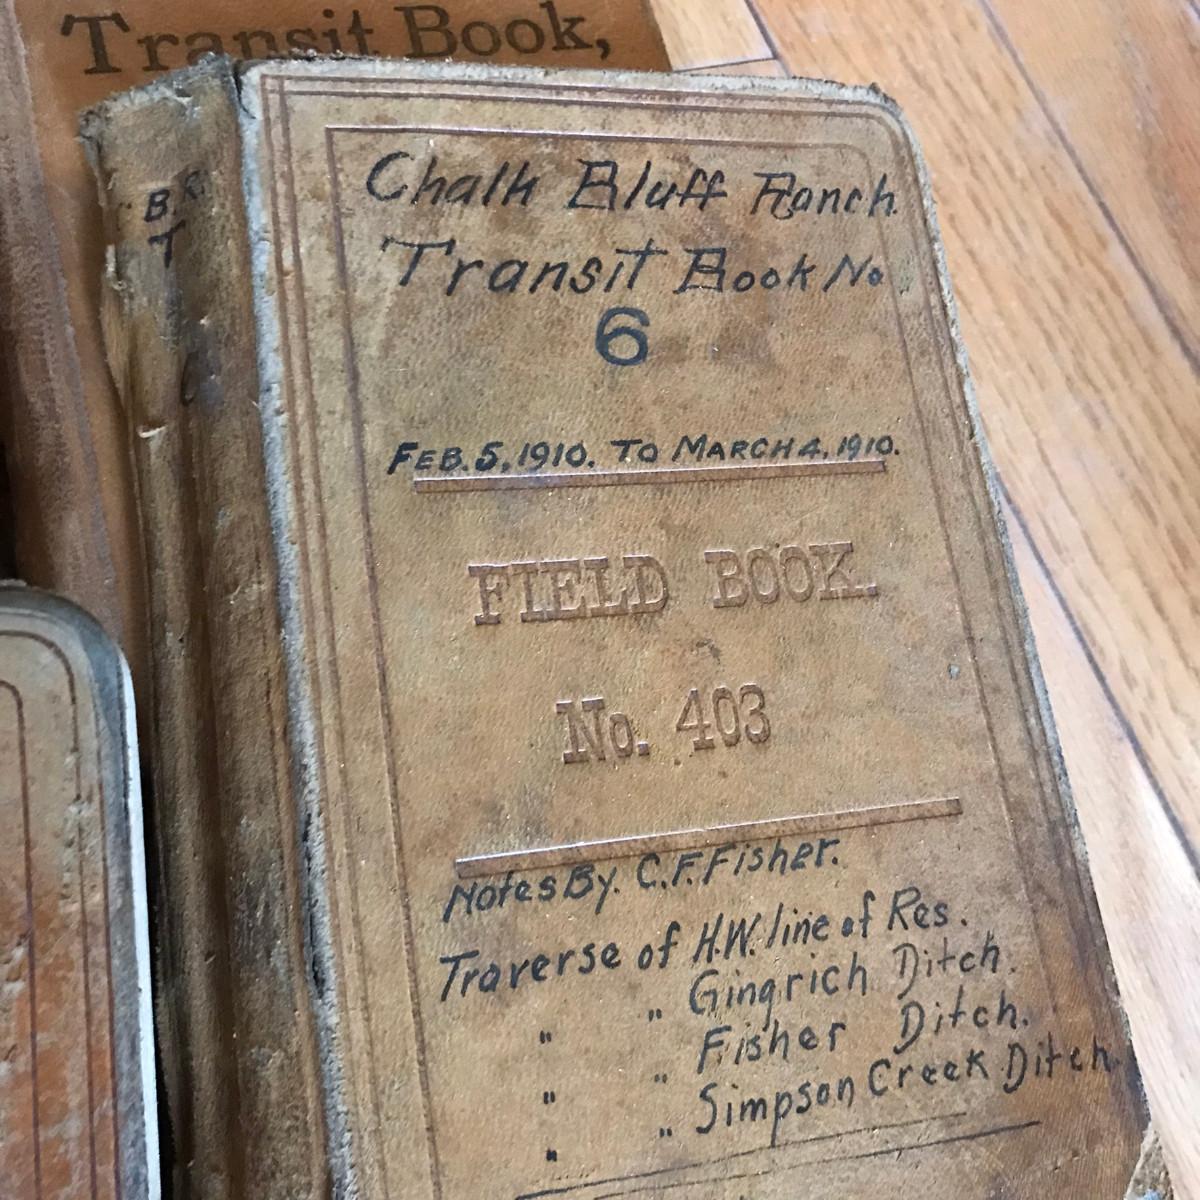 Transit Book,
B.R.
T
Chalk Bluff Ranch.
Transit Book No
6
FEB. 5, 1910. TO MARCH 4, 1910.
FIELD BOOK.
No. 403
Notes By. C.F. Fisher.
Traverse of H.W. line of Res.
" " Gingrich Ditch.
" " Fisher Ditch.
" " Simpson Creek Ditch.